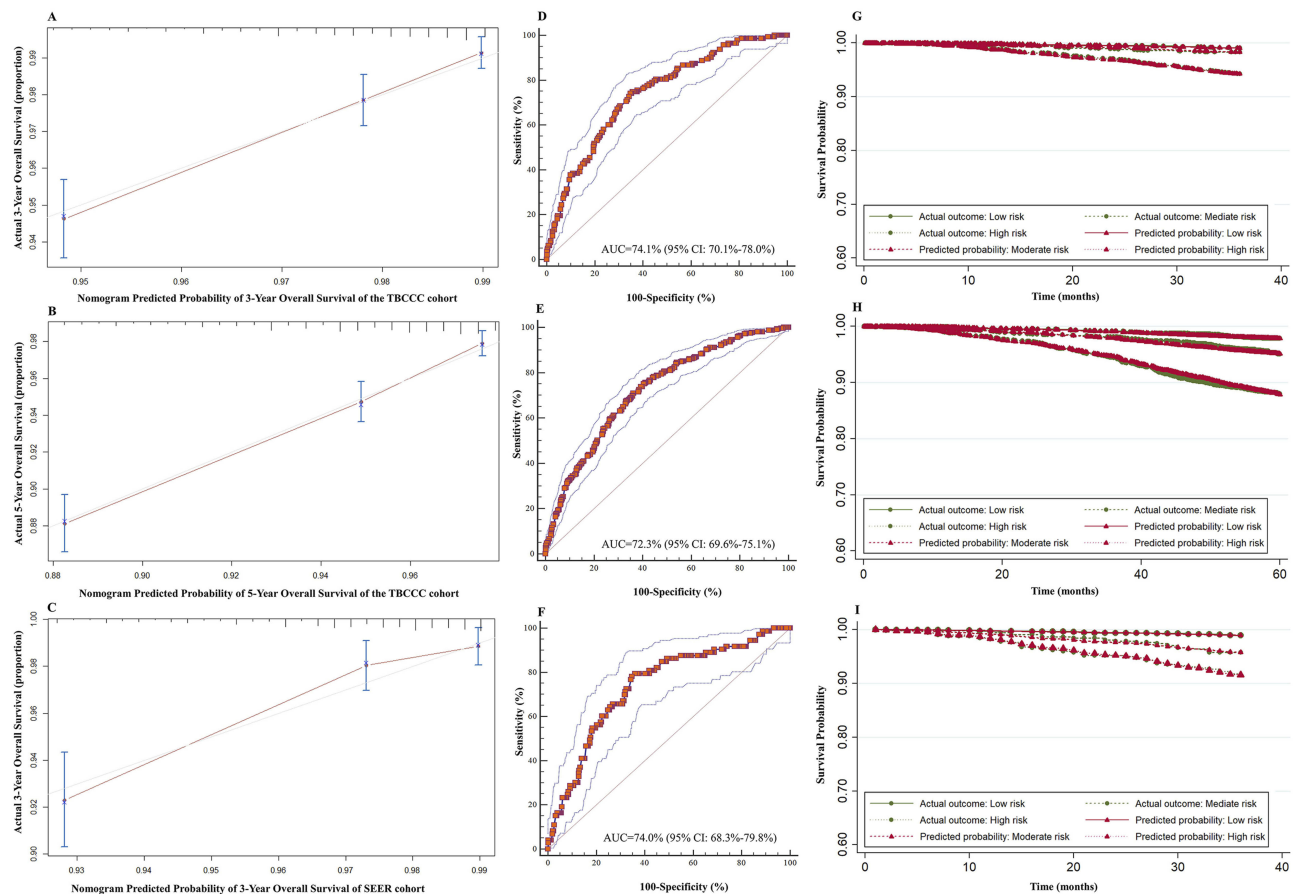 A
Actual 3-Year Overall Survival (proportion)
0.99
0.98
0.97
0.96
0.95
0.94
0.95
0.96
0.97
0.98
0.99
Nomogram Predicted Probability of 3-Year Overall Survival of the TBCCC cohort
D
Sensitivity (%)
100
80
60
40
20
0
AUC=74.1% (95% CI: 70.1%-78.0%)
0
20
40
60
80
100
100-Specificity (%)
G
Survival Probability
1.00
0.90
0.80
0.70
0.60
Actual outcome: Low risk
Actual outcome: Mediate risk
Actual outcome: High risk
Predicted probability: Low risk
Predicted probability: Moderate risk
Predicted probability: High risk
0
10
20
30
40
Time (months)
B
Actual 5-Year Overall Survival (proportion)
0.98
0.96
0.94
0.92
0.90
0.88
0.88
0.90
0.92
0.94
0.96
Nomogram Predicted Probability of 5-Year Overall Survival of the TBCCC cohort
E
Sensitivity (%)
100
80
60
40
20
0
AUC=72.3% (95% CI: 69.6%-75.1%)
0
20
40
60
80
100
100-Specificity (%)
H
Survival Probability
1.00
0.90
0.80
0.70
0.60
Actual outcome: Low risk
Actual outcome: Mediate risk
Actual outcome: High risk
Predicted probability: Low risk
Predicted probability: Moderate risk
Predicted probability: High risk
0
20
40
60
Time (months)
C
Actual 3-Year Overall Survival (proportion)
1.00
0.98
0.96
0.94
0.92
0.90
0.93
0.94
0.95
0.96
0.97
0.98
0.99
Nomogram Predicted Probability of 3-Year Overall Survival of SEER cohort
F
Sensitivity (%)
100
80
60
40
20
0
AUC=74.0% (95% CI: 68.3%-79.8%)
0
20
40
60
80
100
100-Specificity (%)
I
Survival Probability
1.00
0.90
0.80
0.70
0.60
Actual outcome: Low risk
Actual outcome: Mediate risk
Actual outcome: High risk
Predicted probability: Low risk
Predicted probability: Moderate risk
Predicted probability: High risk
0
10
20
30
40
Time (months)